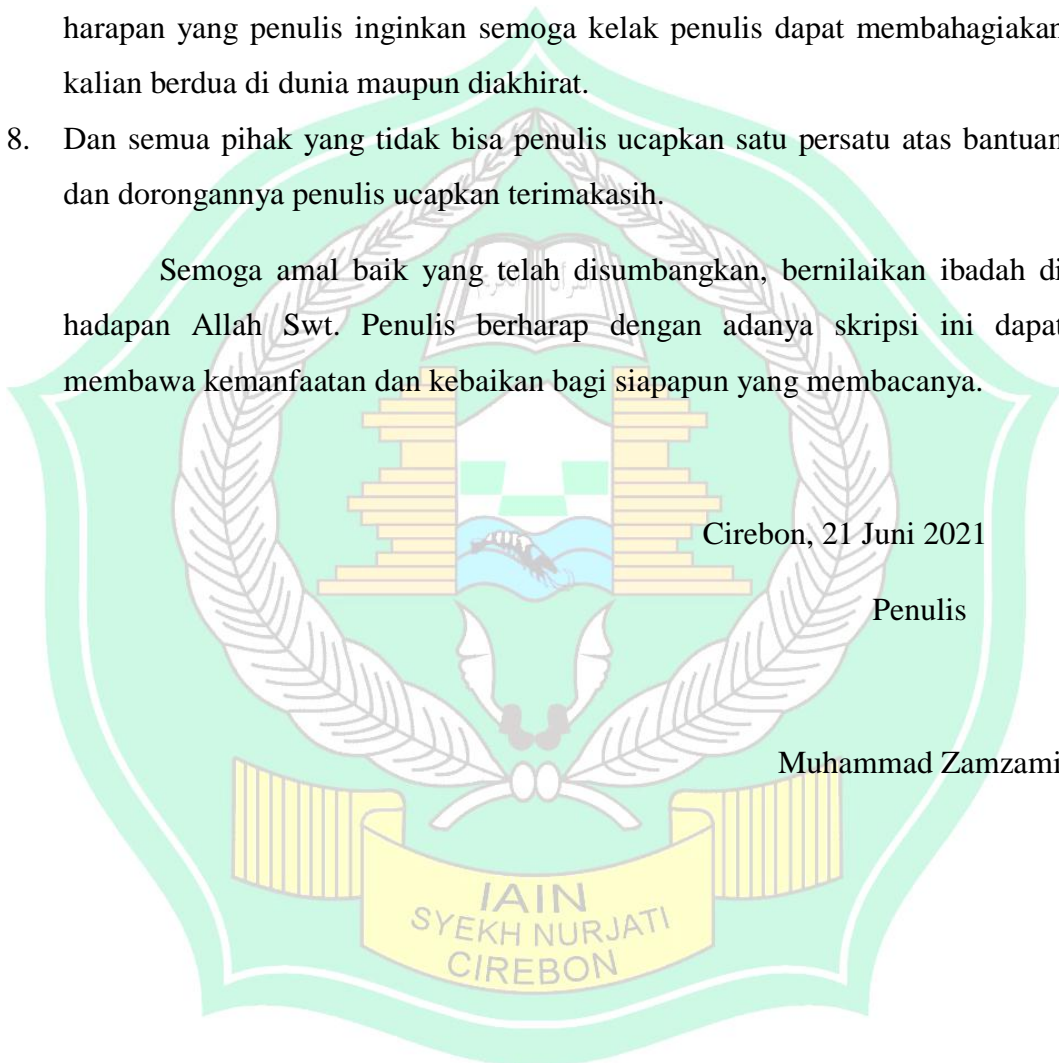 harapan yang penulis inginkan semoga kelak penulis dapat membahagiakan
kalian berdua di dunia maupun diakhirat.
8. Dan semua pihak yang tidak bisa penulis ucapkan satu persatu atas bantuan
dan dorongannya penulis ucapkan terimakasih.
Semoga amal baik yang telah disumbangkan, bernilaikan ibadah di
hadapan Allah Swt. Penulis berharap dengan adanya skripsi ini dapat
membawa kemanfaatan dan kebaikan bagi siapapun yang membacanya.
Cirebon, 21 Juni 2021
Penulis
Muhammad Zamzami
IAIN
SYEKH NURJATI
CIREBON